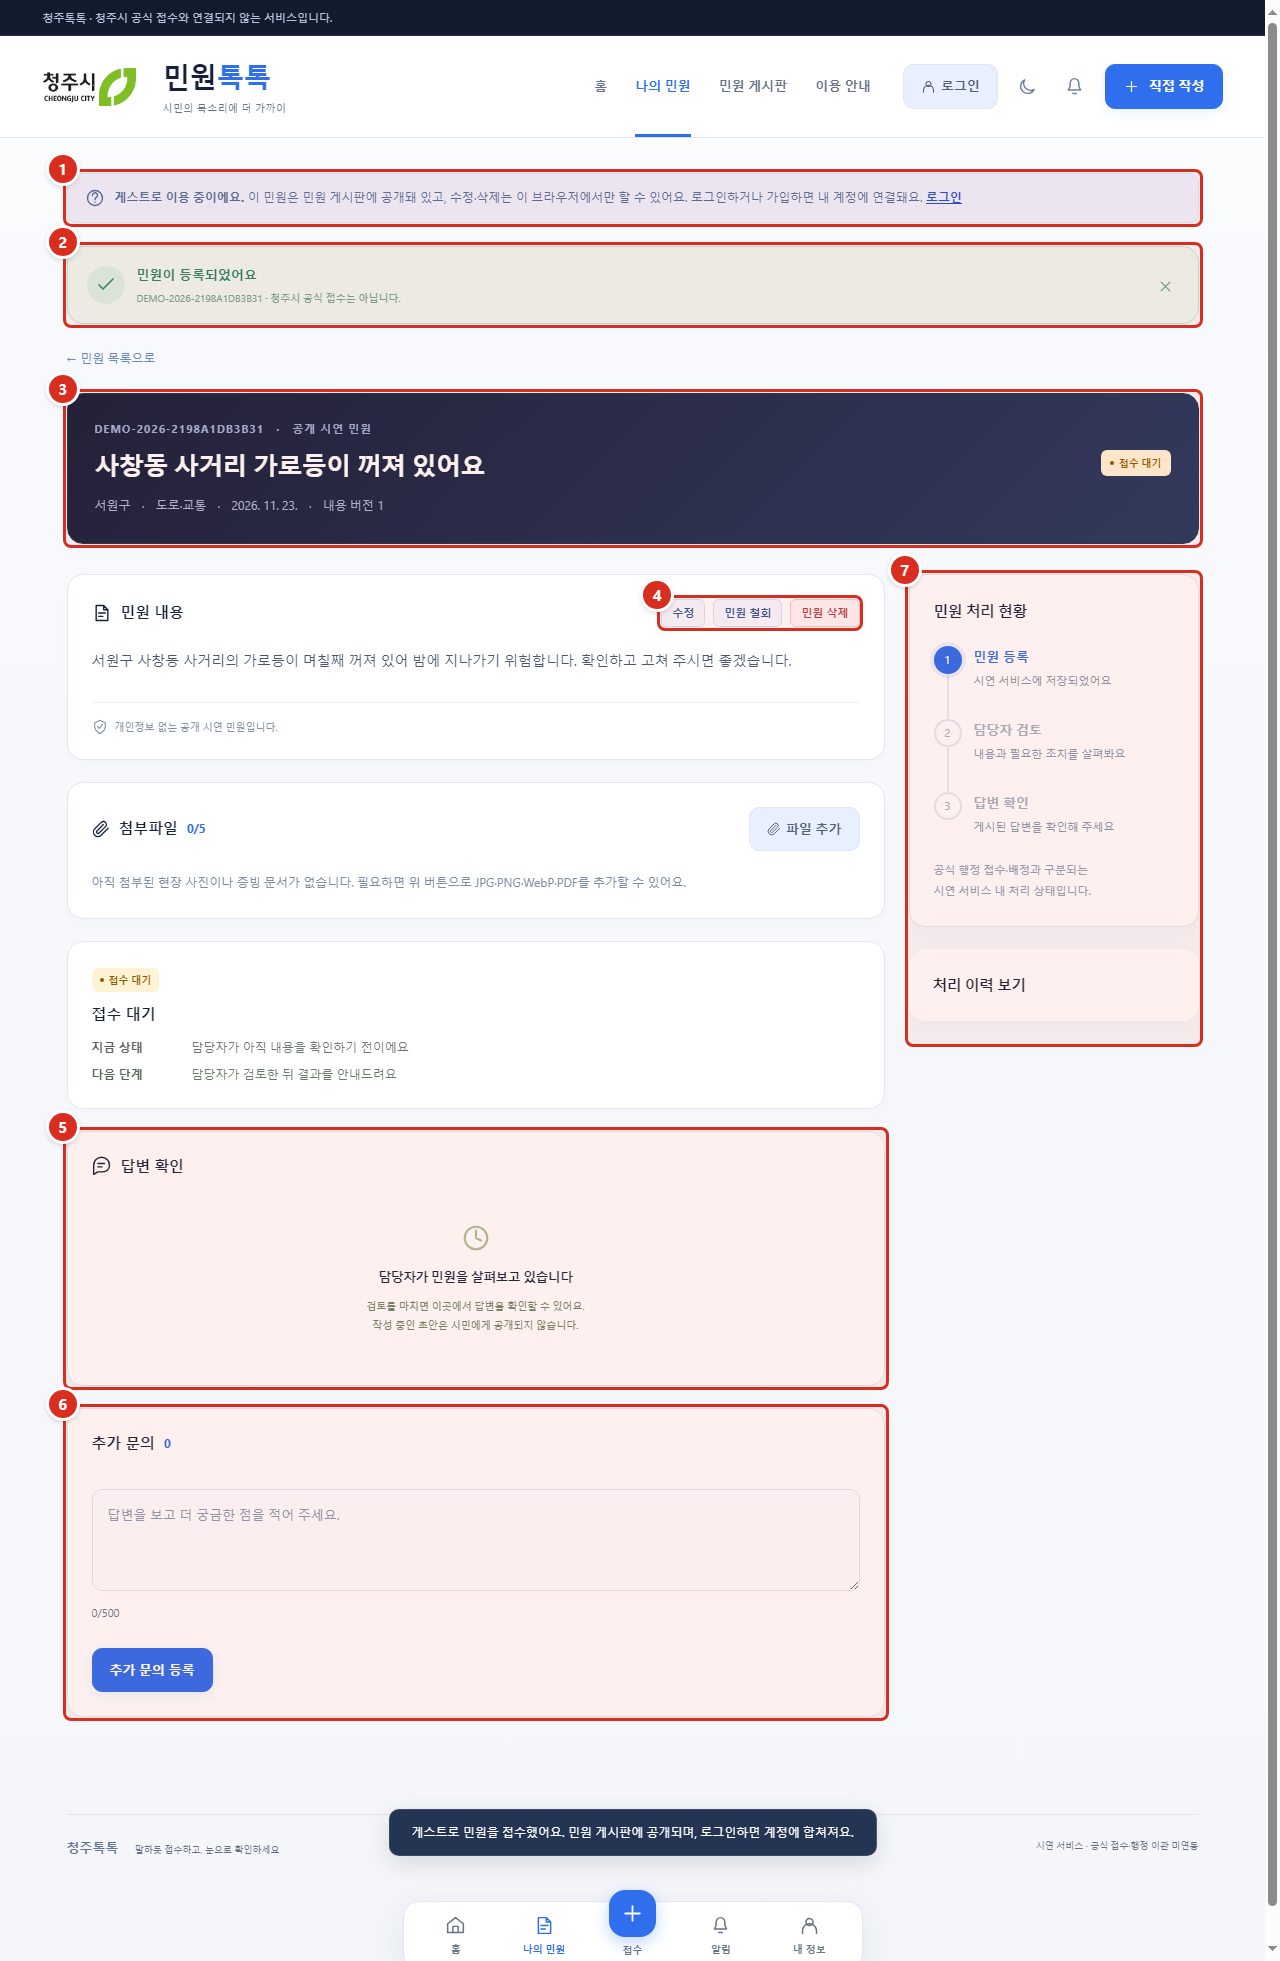 청주톡톡 · 청주시 공식 접수와 연결되지 않는 서비스입니다.
청주시
CHEONGJU CITY
민원톡톡
시민의 목소리에 더 가까이
홈
나의 민원
민원 게시판
이용 안내
로그인
직접 작성
1
게스트로 이용 중이에요. 이 민원은 민원 게시판에 공개돼 있고, 수정·삭제는 이 브라우저에서만 할 수 있어요. 로그인하거나 가입하면 내 계정에 연결돼요. 로그인
2
민원이 등록되었어요
DEMO-2026-2198A1DB3B31 · 청주시 공식 접수는 아닙니다.
← 민원 목록으로
3
DEMO-2026-2198A1DB3B31 · 공개 시연 민원
사창동 사거리 가로등이 꺼져 있어요
서원구 · 도로·교통 · 2026. 11. 23. · 내용 버전 1
접수 대기
민원 내용
4
수정
민원 철회
민원 삭제
서원구 사창동 사거리의 가로등이 며칠째 꺼져 있어 밤에 지나가기 위험합니다. 확인하고 고쳐 주시면 좋겠습니다.
개인정보 없는 공개 시연 민원입니다.
첨부파일 0/5
파일 추가
아직 첨부된 현장 사진이나 증빙 문서가 없습니다. 필요하면 위 버튼으로 JPG·PNG·WebP·PDF를 추가할 수 있어요.
접수 대기
접수 대기
지금 상태 담당자가 아직 내용을 확인하기 전이에요
다음 단계 담당자가 검토한 뒤 결과를 안내드려요
5
답변 확인
담당자가 민원을 살펴보고 있습니다
검토를 마치면 이곳에서 답변을 확인할 수 있어요.
작성 중인 초안은 시민에게 공개되지 않습니다.
6
추가 문의 0
답변을 보고 더 궁금한 점을 적어 주세요.
0/500
추가 문의 등록
7
민원 처리 현황
1
민원 등록
시연 서비스에 저장되었어요
2
담당자 검토
내용과 필요한 조치를 살펴봐요
3
답변 확인
게시된 답변을 확인해 주세요
공식 행정 접수·배정과 구분되는
시연 서비스 내 처리 상태입니다.
처리 이력 보기
게스트로 민원을 접수했어요. 민원 게시판에 공개되며, 로그인하면 계정에 합쳐져요.
청주톡톡 말하듯 접수하고, 눈으로 확인하세요
시연 서비스 · 공식 접수·행정 이관 미연동
홈
나의 민원
접수
알림
내 정보